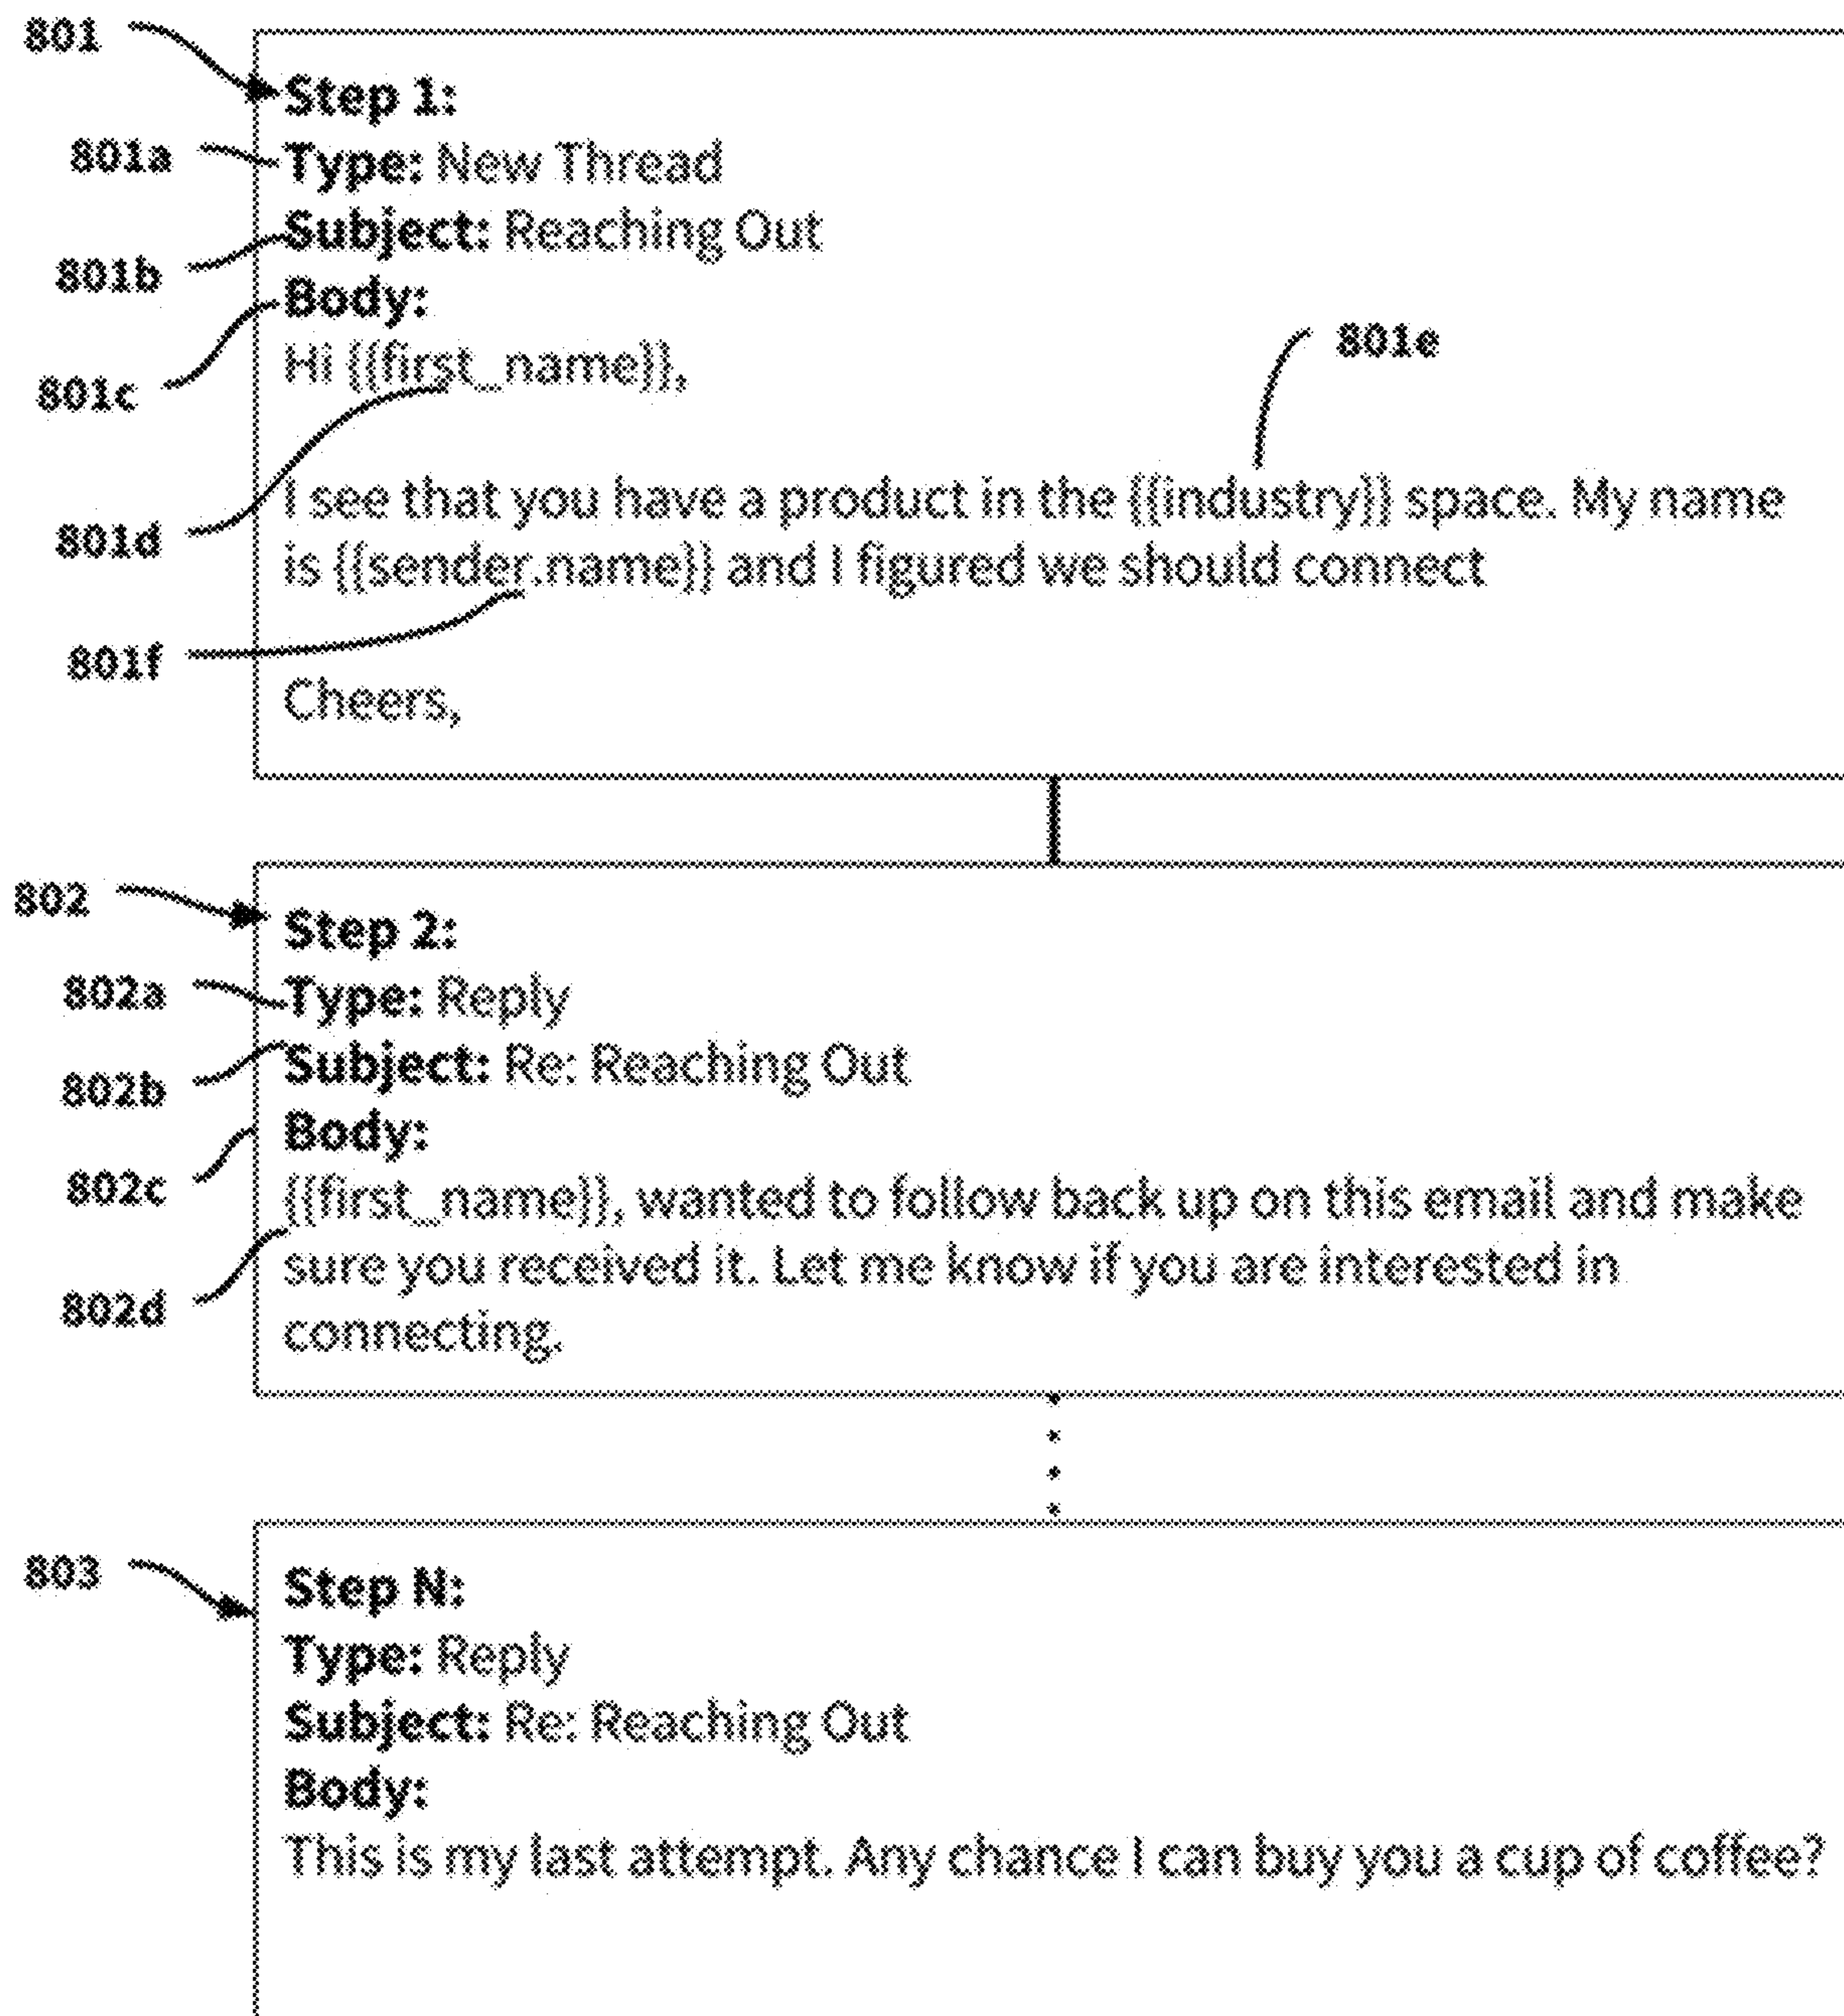 801
Step 1:
801a
Type: New Thread
801b
Subject: Reaching Out
801c
Body:
Hi {{first_name}},
801d
801e
I see that you have a product in the {{industry}} space. My name
is {{sender.name}} and I figured we should connect
801f
Cheers,
802
Step 2:
802a
Type: Reply
802b
Subject: Re: Reaching Out
802c
Body:
802d
{{first_name}}, wanted to follow back up on this email and make
sure you received it. Let me know if you are interested in
connecting.
803
Step N:
Type: Reply
Subject: Re: Reaching Out
Body:
This is my last attempt. Any chance I can buy you a cup of coffee?